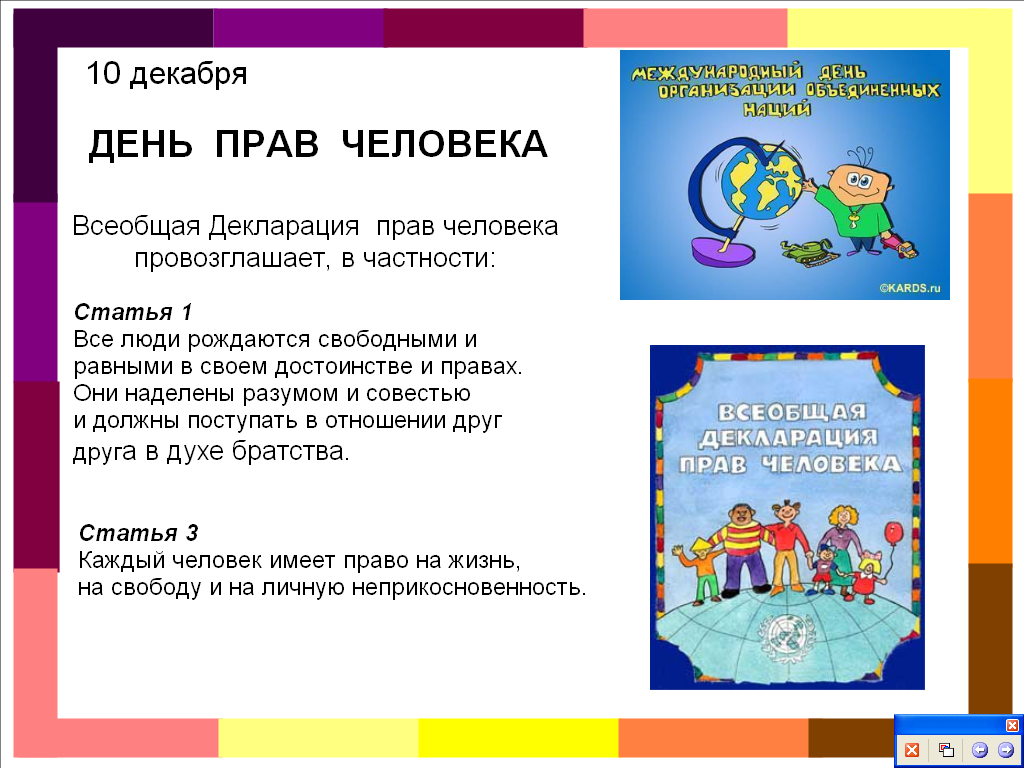 10 декабря
ДЕНЬ ПРАВ ЧЕЛОВЕКА
Всеобщая Декларация прав человека
провозглашает, в частности:
Статья 1
Все люди рождаются свободными и
равными в своем достоинстве и правах.
Они наделены разумом и совестью
и должны поступать в отношении друг
друга в духе братства.
Статья 3
Каждый человек имеет право на жизнь,
на свободу и на личную неприкосновенность.
МЕЖДУНАРОДНЫЙ ДЕНЬ
ОРГАНИЗАЦИИ ОБЪЕДИНЕННЫХ
НАЦИЙ
©KARDS.ru
ВСЕОБЩАЯ
ДЕКЛАРАЦИЯ
ПРАВ ЧЕЛОВЕКА